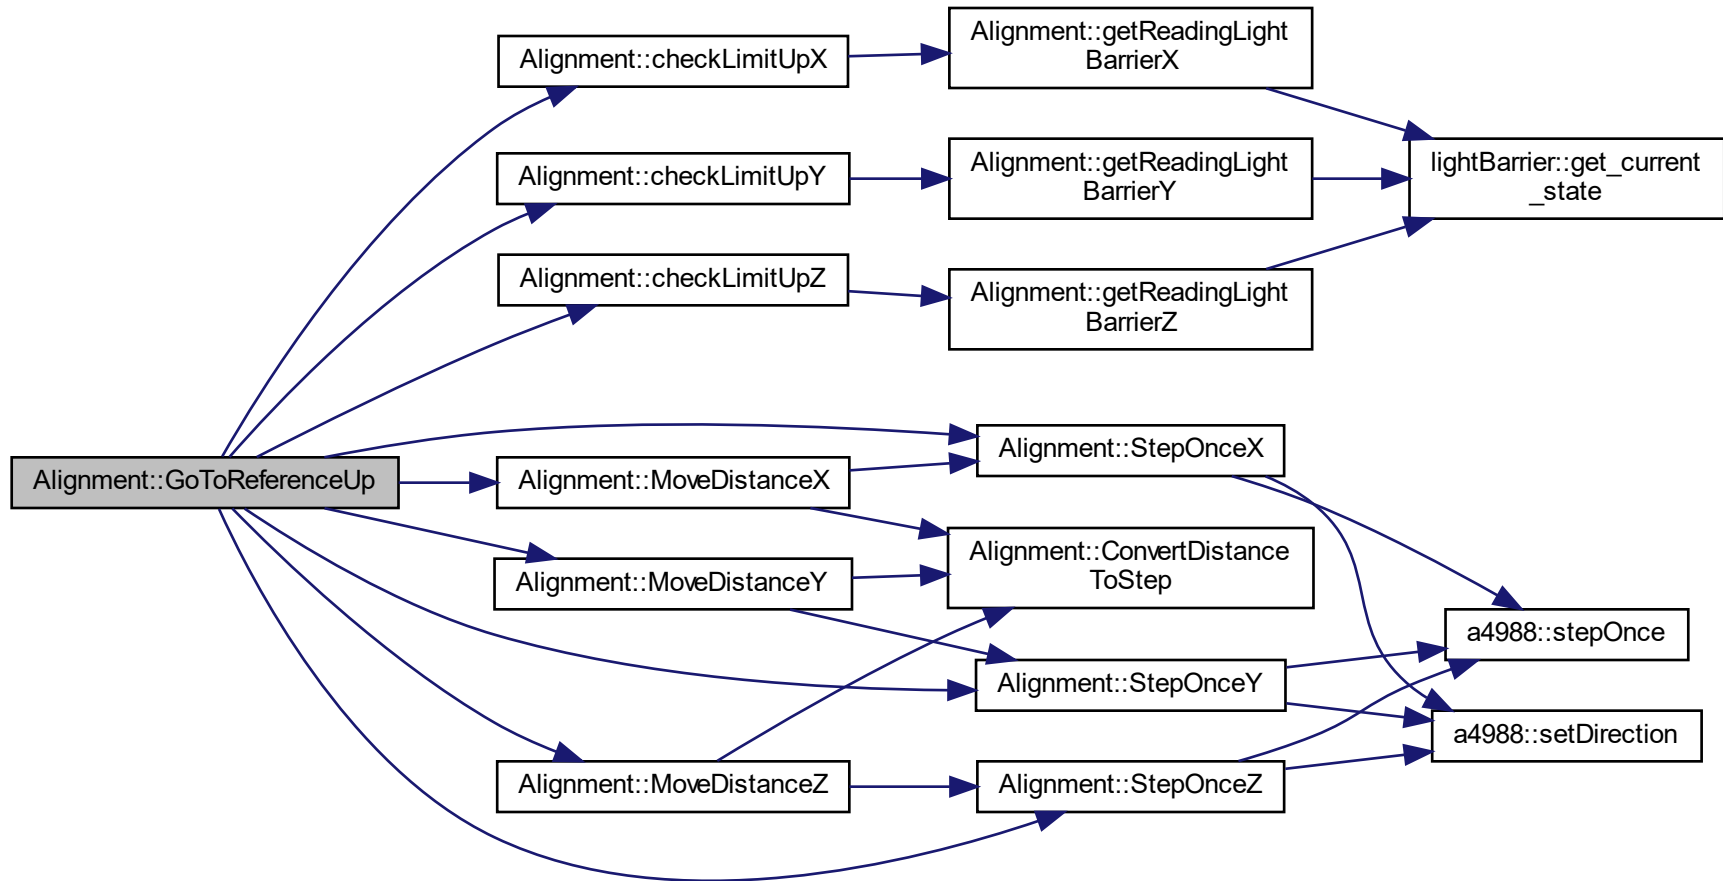 Alignment::getReadingLight
BarrierX
Alignment::checkLimitUpX
Alignment::getReadingLight
BarrierY
lightBarrier::get_current
_state
Alignment::checkLimitUpY
Alignment::checkLimitUpZ
Alignment::getReadingLight
BarrierZ
Alignment::StepOnceX
Alignment::GoToReferenceUp
Alignment::MoveDistanceX
Alignment::ConvertDistance
ToStep
Alignment::MoveDistanceY
a4988::stepOnce
Alignment::StepOnceY
a4988::setDirection
Alignment::MoveDistanceZ
Alignment::StepOnceZ